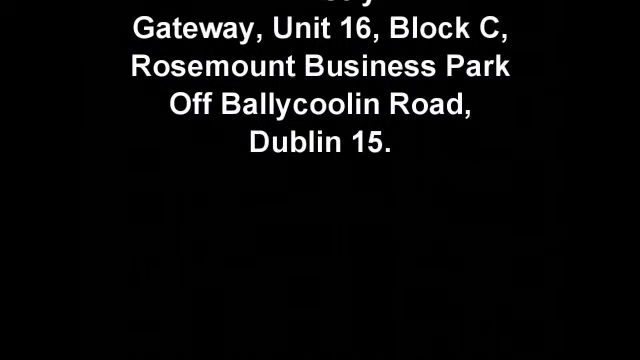 Gateway, Unit 16, Block C,
Rosemount Business Park
Off Ballycoolin Road,
Dublin 15.